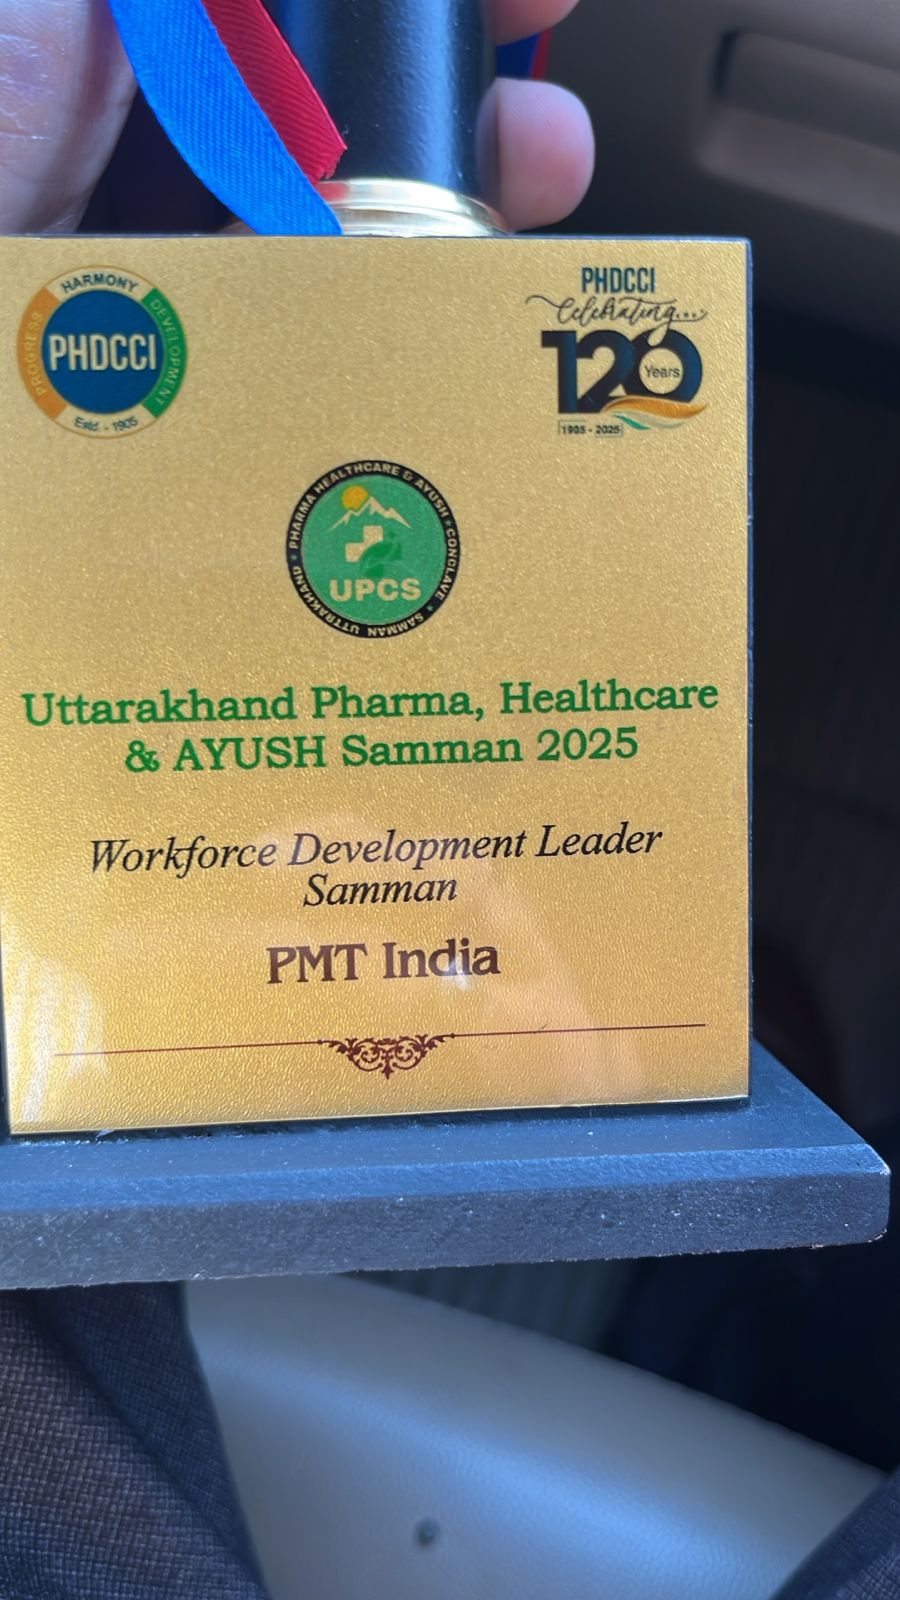 HARMONY
PROGRESS
DEVELOPMENT
PHDCCI
Estd. - 1905
PHDCCI
Celebrating...
120
Years
1905 - 2025
PHARMA HEALTHCARE & AYUSH CONCLAVE
SAMMAN UTTRAKHAND
UPCS
Uttarakhand Pharma, Healthcare
& AYUSH Samman 2025
Workforce Development Leader
Samman
PMT India